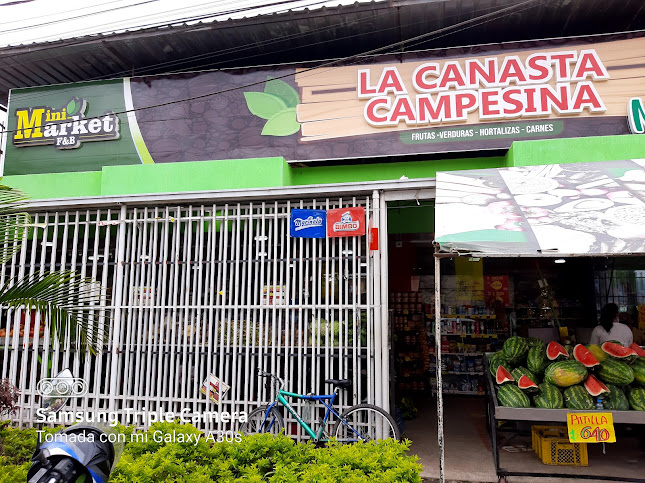 Mini
Market
F&B
LA CANASTA
CAMPESINA
FRUTAS -VERDURAS - HORTALIZAS - CARNES
BIMBO
PATILLA
640
Samsung Triple Camera
Tomada con mi Galaxy A30s